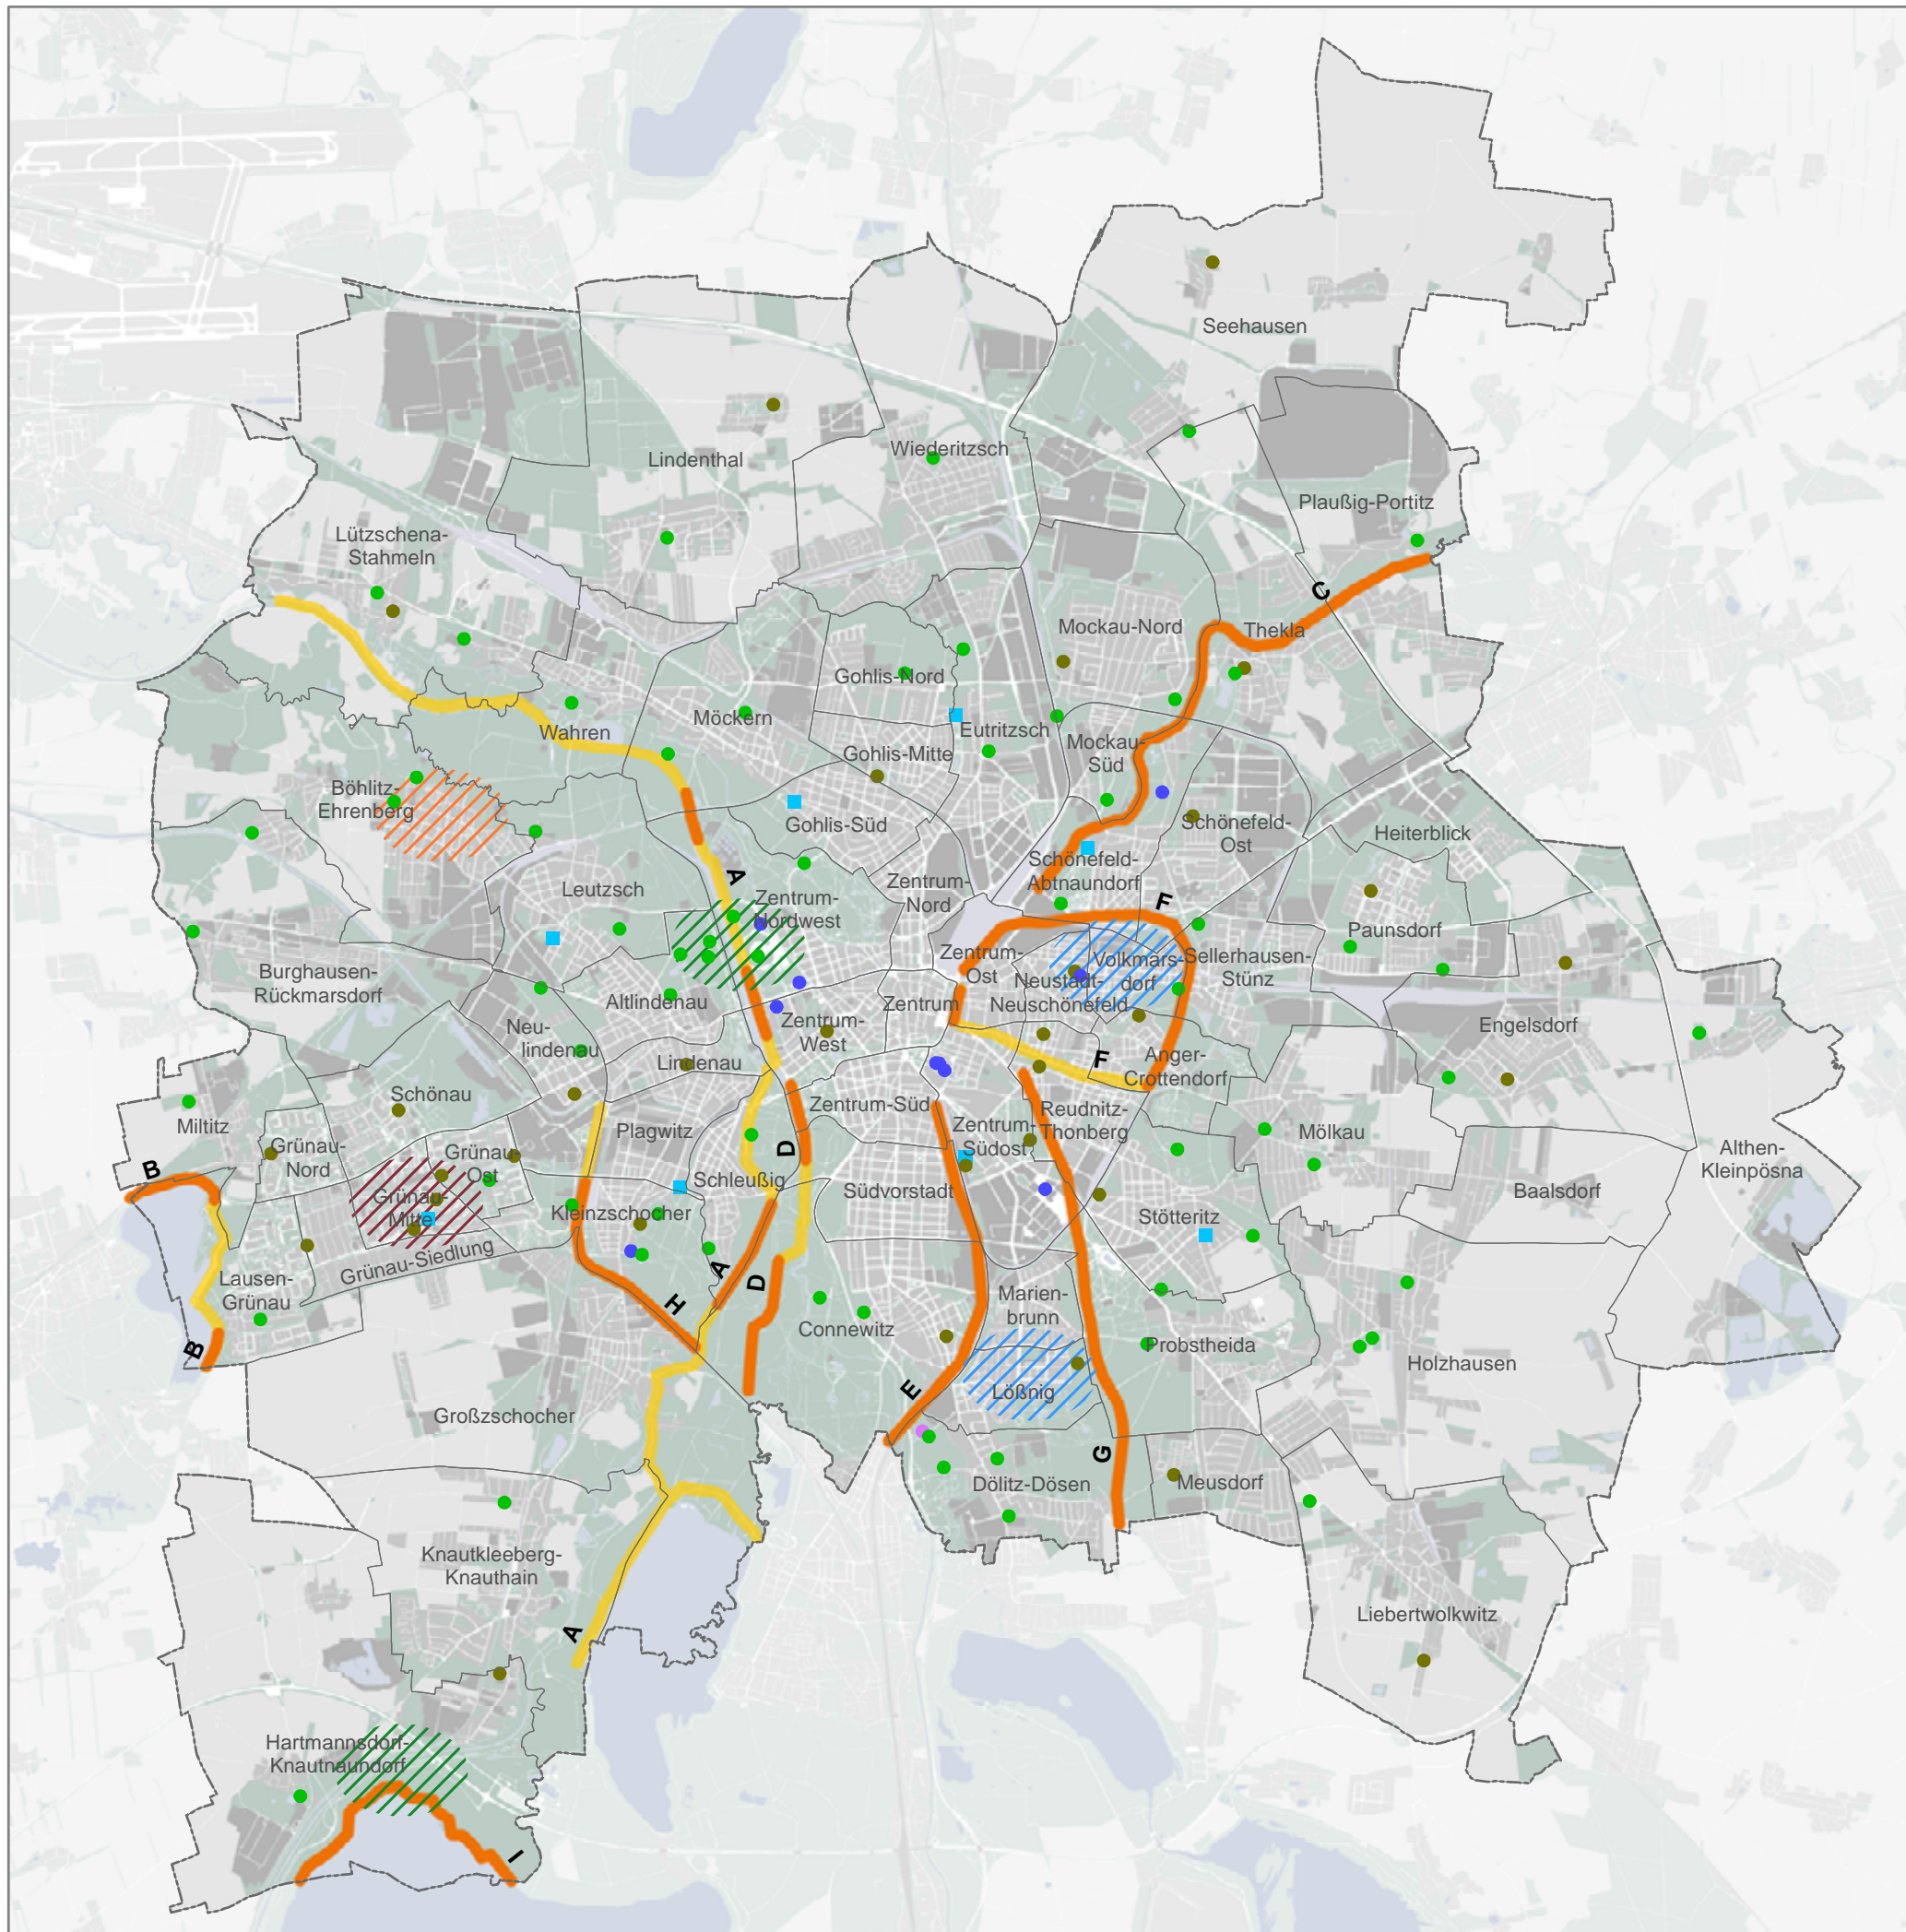 Seehausen
Wiederitzsch
Lindenthal
Plaußig-Portitz
Lützschena-
Stahmeln
C
Mockau-Nord
Thekla
Gohlis-Nord
Möckern
Wahren
Eutritzsch
Gohlis-Mitte
Mockau-
Süd
Böhlitz-
Ehrenberg
Gohlis-Süd
Schönefeld-
Ost
Heiterblick
Schönefeld-
Abtnaundorf
A
Leutzsch
Zentrum-
Nord
Zentrum-
Nordwest
F
Paunsdorf
Zentrum-
Ost
Volkmars-
dorf
Sellerhausen-
Stünz
Burghausen-
Rückmarsdorf
Altlindenau
Zentrum
Neustadt-
Neuschönefeld
Engelsdorf
Neu-
lindenau
Zentrum-
West
Lindenau
F
Anger-
Crottendorf
Schönau
Zentrum-Süd
Reudnitz-
Thonberg
Miltitz
Plagwitz
Mölkau
Grünau-
Nord
Grünau-
Ost
Zentrum-
Südost
D
Althen-
Kleinpösna
B
Schleußig
Südvorstadt
Baalsdorf
Grünau-
Mitte
Kleinzschocher
Stötteritz
Grünau-Siedlung
A
D
Lausen-
Grünau
H
Marien-
brunn
Connewitz
Probstheida
B
Holzhausen
E
Lößnig
Großzschocher
G
Dölitz-Dösen
Meusdorf
Knautkleeberg-
Knauthain
Liebertwolkwitz
A
Hartmannsdorf-
Knautnaundorf
I